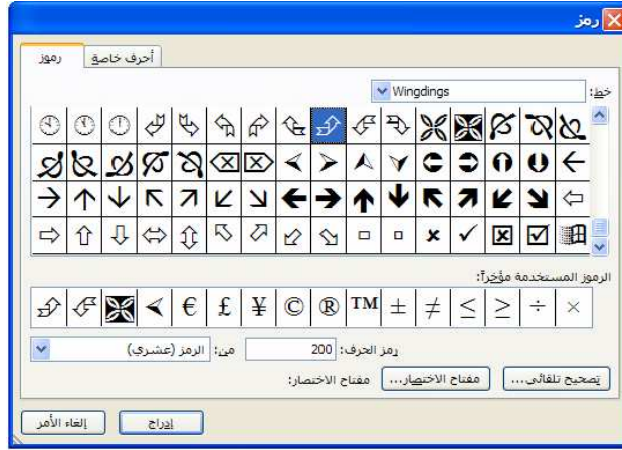 رمز
رموز أحرف خاصة
خط: Wingdings
الرموز المستخدمة مؤخراً:
€ £ ¥ © ® ™ ± ≠ ≤ ≥ ÷ ×
رمز الحرف: 200 من: الرمز (عشري)
تصحيح تلقائي... مفتاح الاختصار... مفتاح الاختصار:
إدراج إلغاء الأمر